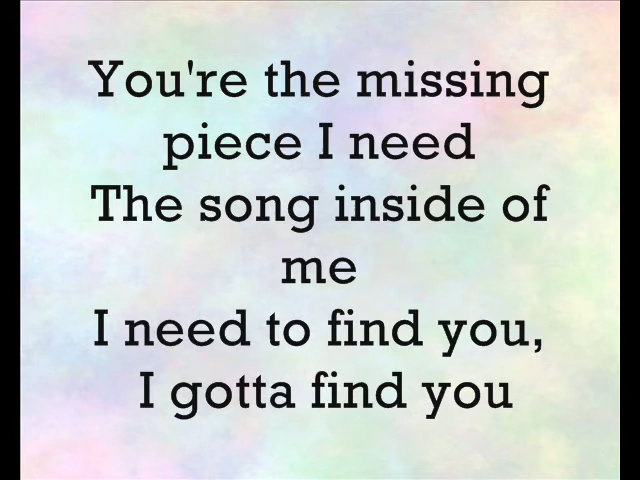 You're the missing
piece I need
The song inside of
me
I need to find you,
I gotta find you